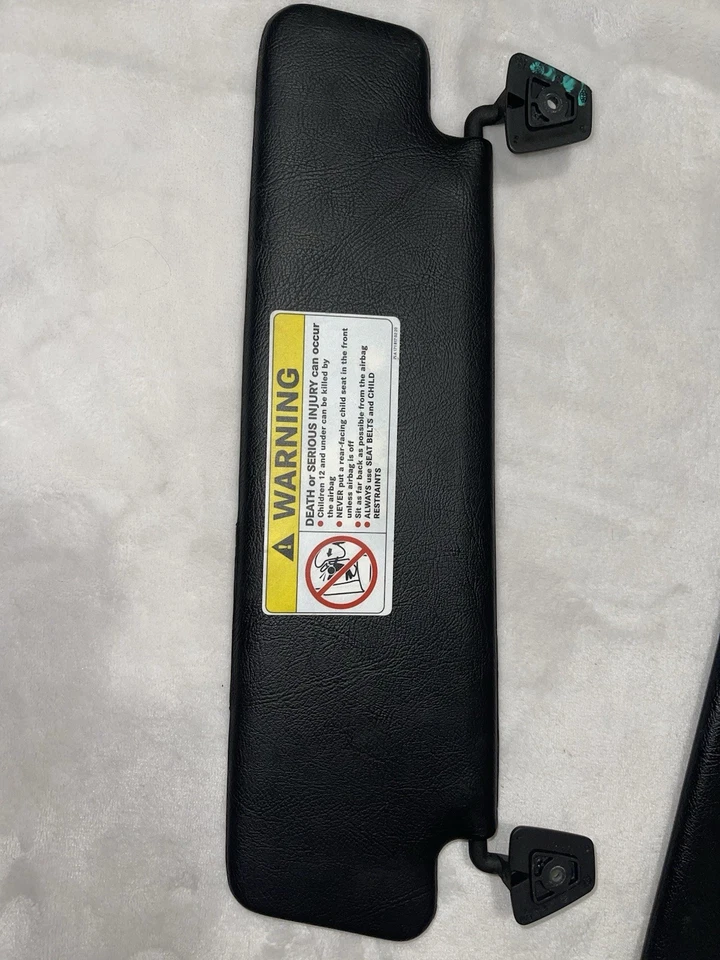 WARNING
DEATH or SERIOUS INJURY can occur
● Children 12 and under can be killed by
the airbag
● NEVER put a rear-facing child seat in the front
unless airbag is off
● Sit as far back as possible from the airbag
● ALWAYS use SEAT BELTS and CHILD
RESTRAINTS